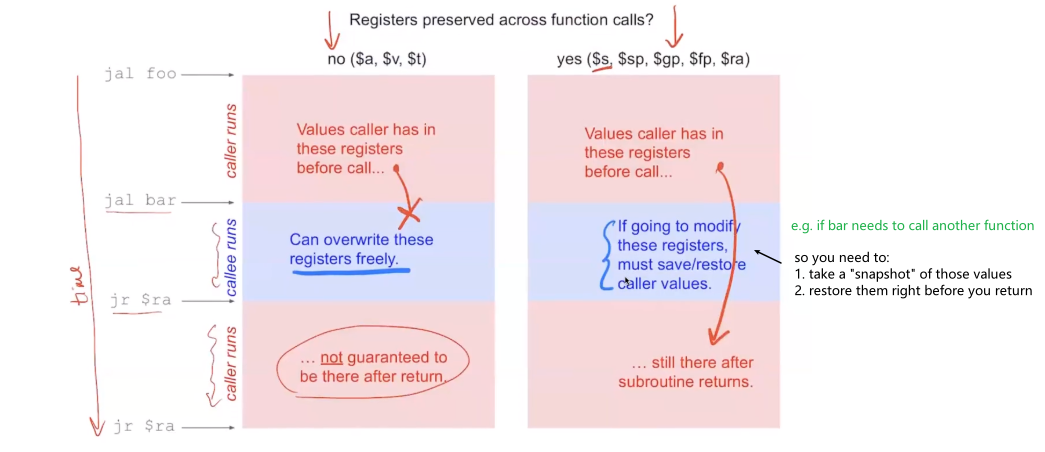 Registers preserved across function calls?
no ($a, $v, $t)
yes ($s, $sp, $gp, $fp, $ra)
jal foo
caller runs
Values caller has in
these registers
before call...
Values caller has in
these registers
before call...
jal bar
callee runs
Can overwrite these
registers freely.
If going to modify
these registers,
must save/restore
caller values.
e.g. if bar needs to call another function
so you need to:
1. take a "snapshot" of those values
2. restore them right before you return
time
jr $ra
caller runs
... not guaranteed to
be there after return.
... still there after
subroutine returns.
jr $ra